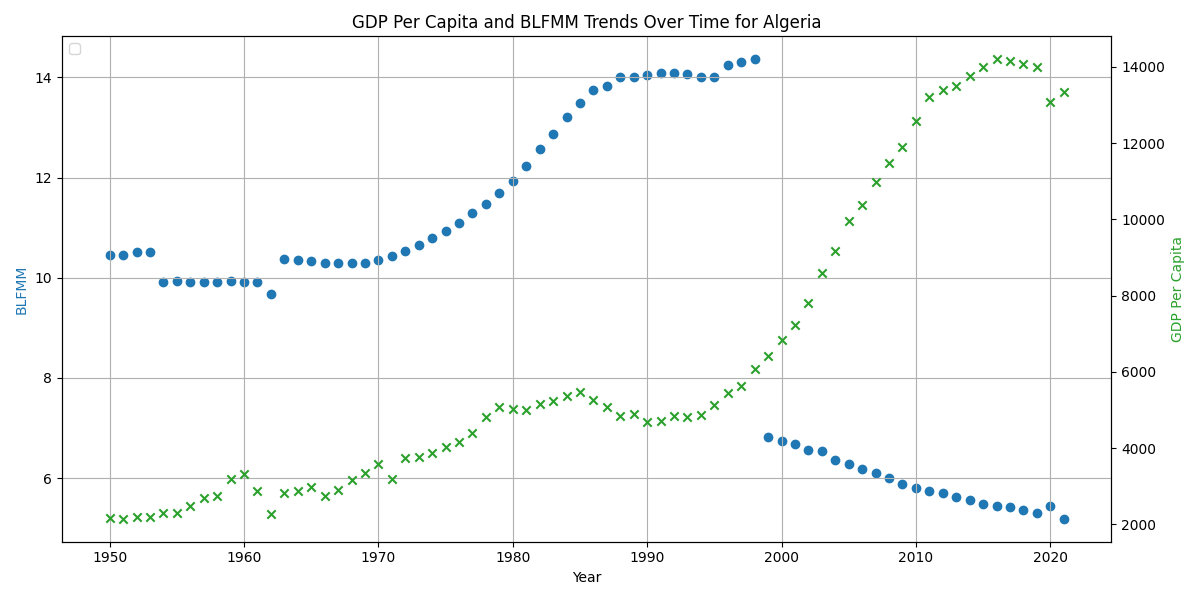 GDP Per Capita and BLFMM Trends Over Time for Algeria
BLFMM
14
12
10
8
6
14000
12000
10000
8000
6000
4000
2000
GDP Per Capita
1950 1960 1970 1980 1990 2000 2010 2020
Year